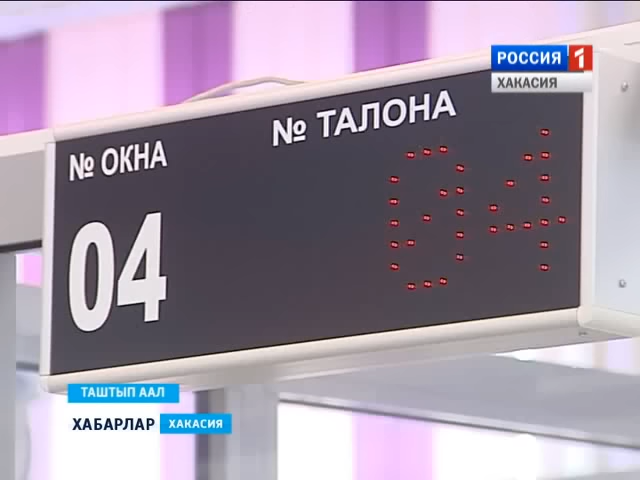 РОССИЯ 1
ХАКАСИЯ
№ ОКНА
№ ТАЛОНА
04
04
ТАШТЫП ААЛ
ХАБАРЛАР ХАКАСИЯ